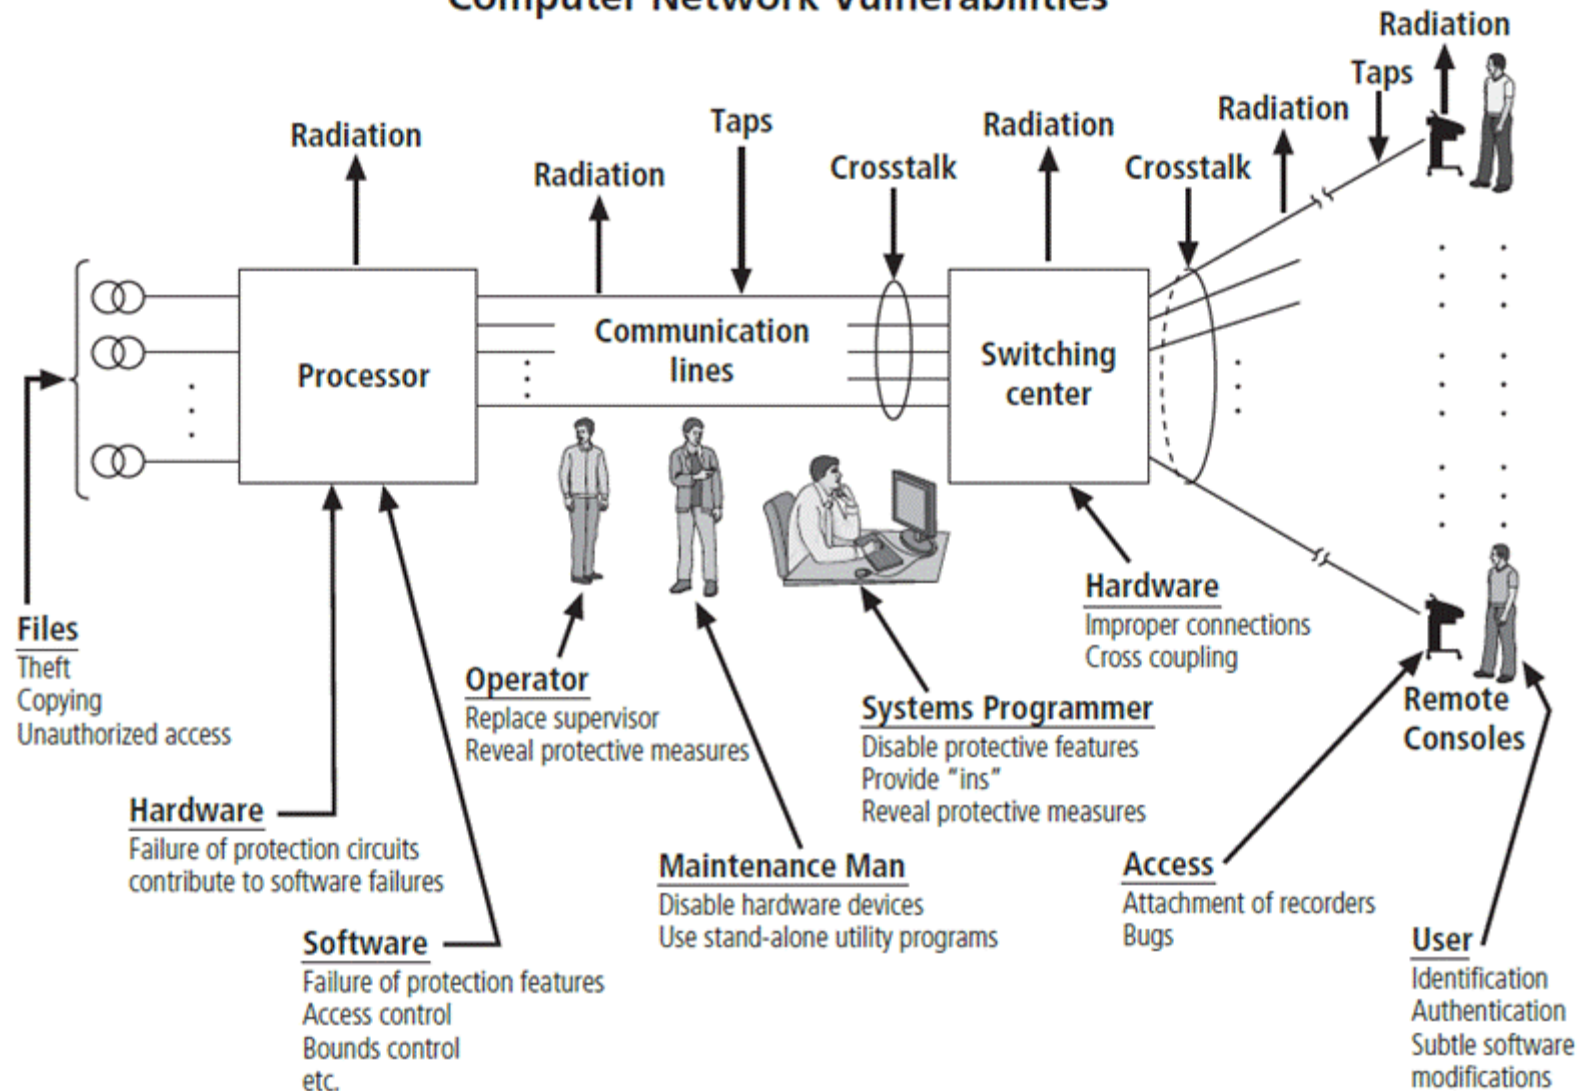 Computer Network Vulnerabilities
Radiation
Taps
Radiation
Radiation
Taps
Radiation
Radiation
Crosstalk
Crosstalk
Communication
lines
Processor
Switching
center
Files
Theft
Copying
Unauthorized access
Hardware
Improper connections
Cross coupling
Operator
Replace supervisor
Reveal protective measures
Systems Programmer
Disable protective features
Provide "ins"
Reveal protective measures
Remote
Consoles
Hardware
Failure of protection circuits
contribute to software failures
Maintenance Man
Disable hardware devices
Use stand-alone utility programs
Access
Attachment of recorders
Bugs
Software
Failure of protection features
Access control
Bounds control
etc.
User
Identification
Authentication
Subtle software
modifications